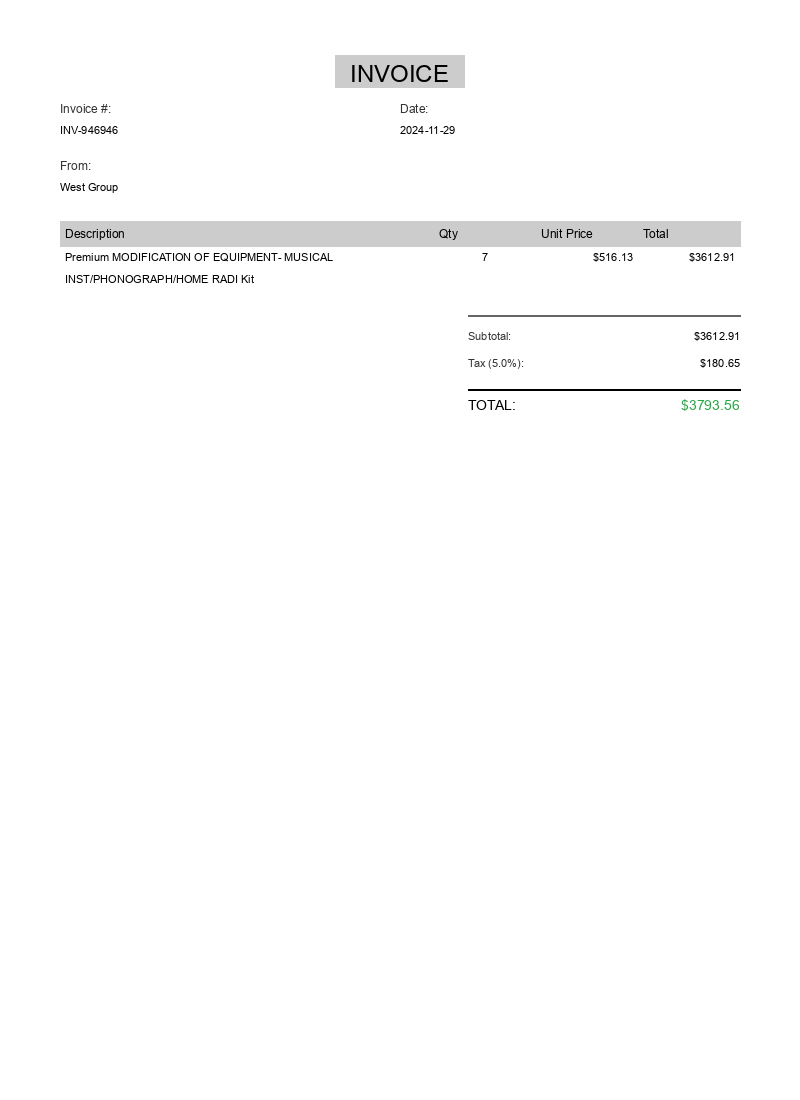 INVOICE
Invoice #: Date:
INV-946946 2024-11-29
From:
West Group
Description Qty Unit Price Total
Premium MODIFICATION OF EQUIPMENT- MUSICAL 7 $516.13 $3612.91
INST/PHONOGRAPH/HOME RADI Kit
Subtotal: $3612.91
Tax (5.0%): $180.65
TOTAL: $3793.56